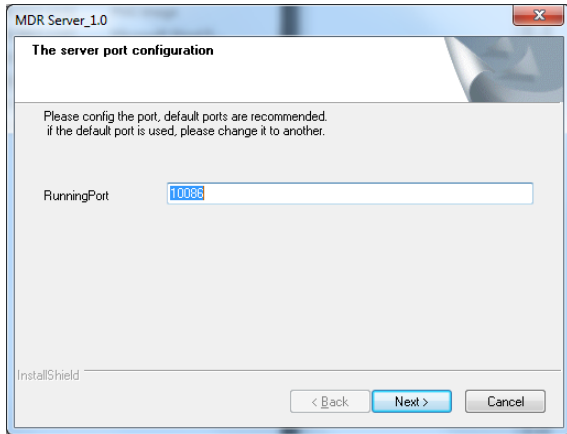 MDR Server_1.0
The server port configuration
Please config the port, default ports are recommended.
if the default port is used, please change it to another.
RunningPort 10086
InstallShield
< Back Next > Cancel